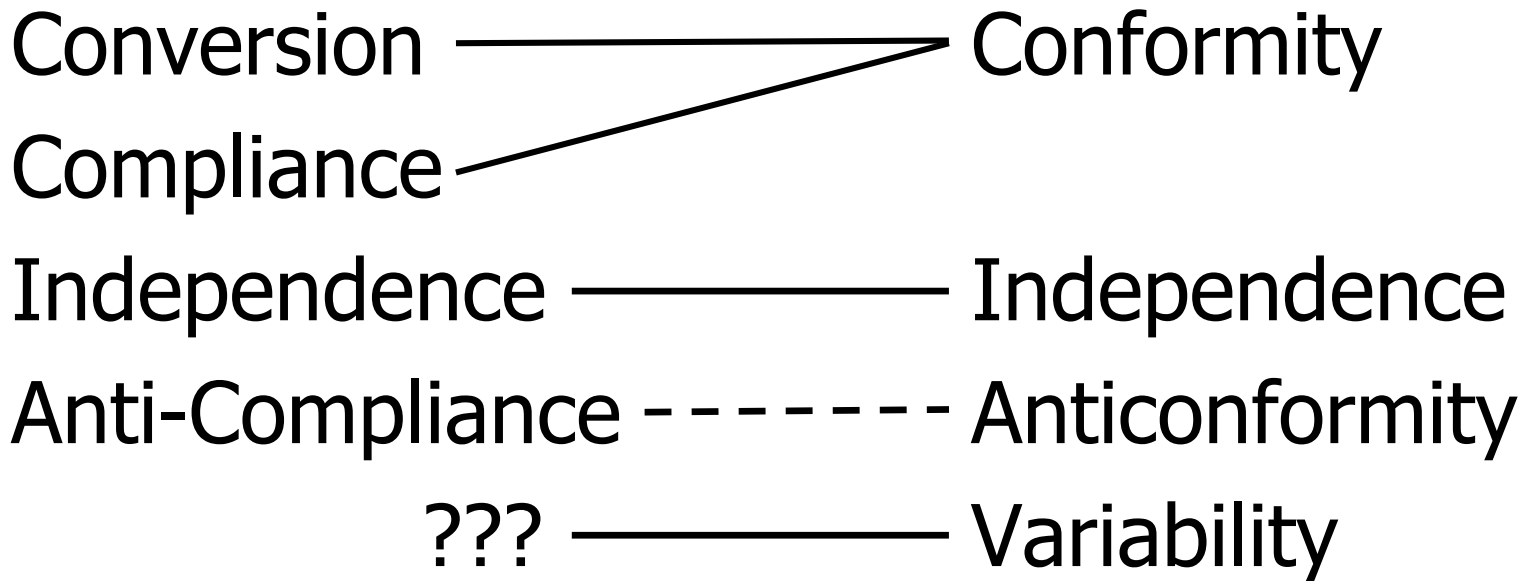 Conversion Conformity
Compliance
Independence Independence
Anti-Compliance Anticonformity
??? Variability